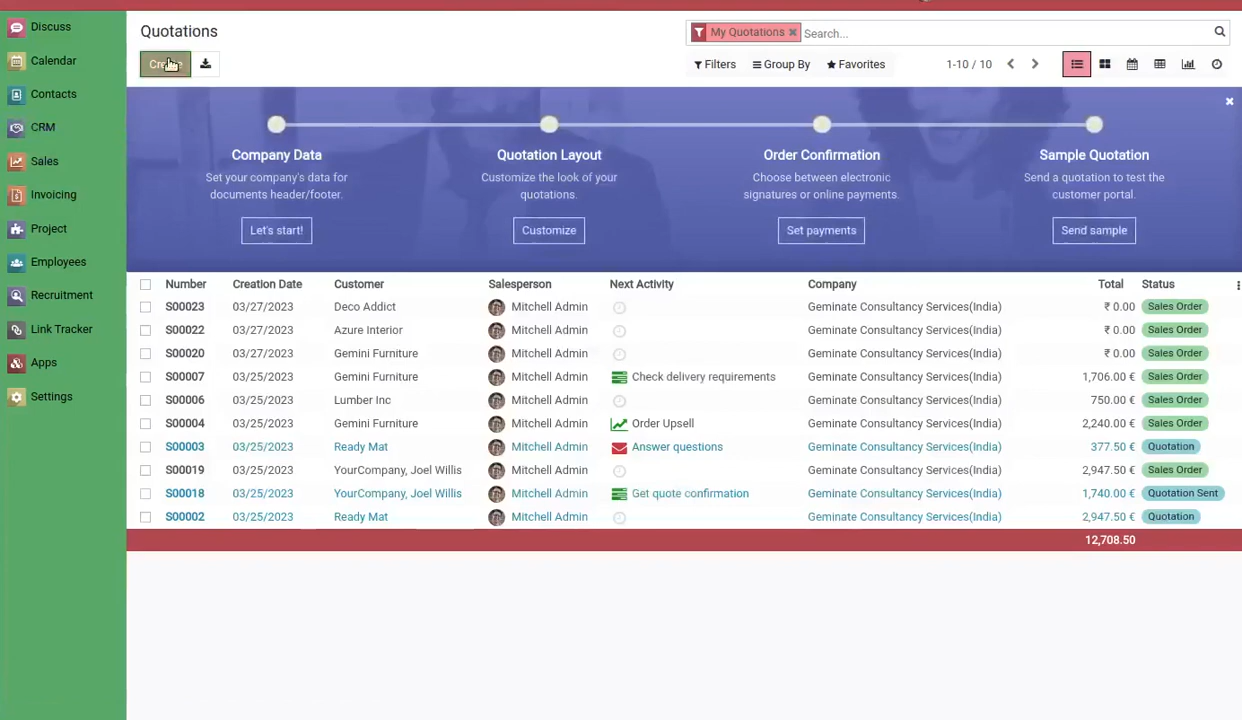 Discuss
Calendar
Contacts
CRM
Sales
Invoicing
Project
Employees
Recruitment
Link Tracker
Apps
Settings
Quotations
My Quotations Search...
Filters Group By Favorites 1-10 / 10
Company Data
Set your company's data for
documents header/footer.
Let's start!
Quotation Layout
Customize the look of your
quotations.
Customize
Order Confirmation
Choose between electronic
signatures or online payments.
Set payments
Sample Quotation
Send a quotation to test the
customer portal.
Send sample
Number Creation Date Customer Salesperson Next Activity Company Total Status
S00023 03/27/2023 Deco Addict Mitchell Admin Geminate Consultancy Services(India) ₹ 0.00 Sales Order
S00022 03/27/2023 Azure Interior Mitchell Admin Geminate Consultancy Services(India) ₹ 0.00 Sales Order
S00020 03/27/2023 Gemini Furniture Mitchell Admin Geminate Consultancy Services(India) ₹ 0.00 Sales Order
S00007 03/25/2023 Gemini Furniture Mitchell Admin Check delivery requirements Geminate Consultancy Services(India) 1,706.00 € Sales Order
S00006 03/25/2023 Lumber Inc Mitchell Admin Geminate Consultancy Services(India) 750.00 € Sales Order
S00004 03/25/2023 Gemini Furniture Mitchell Admin Order Upsell Geminate Consultancy Services(India) 2,240.00 € Sales Order
S00003 03/25/2023 Ready Mat Mitchell Admin Answer questions Geminate Consultancy Services(India) 377.50 € Quotation
S00019 03/25/2023 YourCompany, Joel Willis Mitchell Admin Geminate Consultancy Services(India) 2,947.50 € Sales Order
S00018 03/25/2023 YourCompany, Joel Willis Mitchell Admin Get quote confirmation Geminate Consultancy Services(India) 1,740.00 € Quotation Sent
S00002 03/25/2023 Ready Mat Mitchell Admin Geminate Consultancy Services(India) 2,947.50 € Quotation
12,708.50